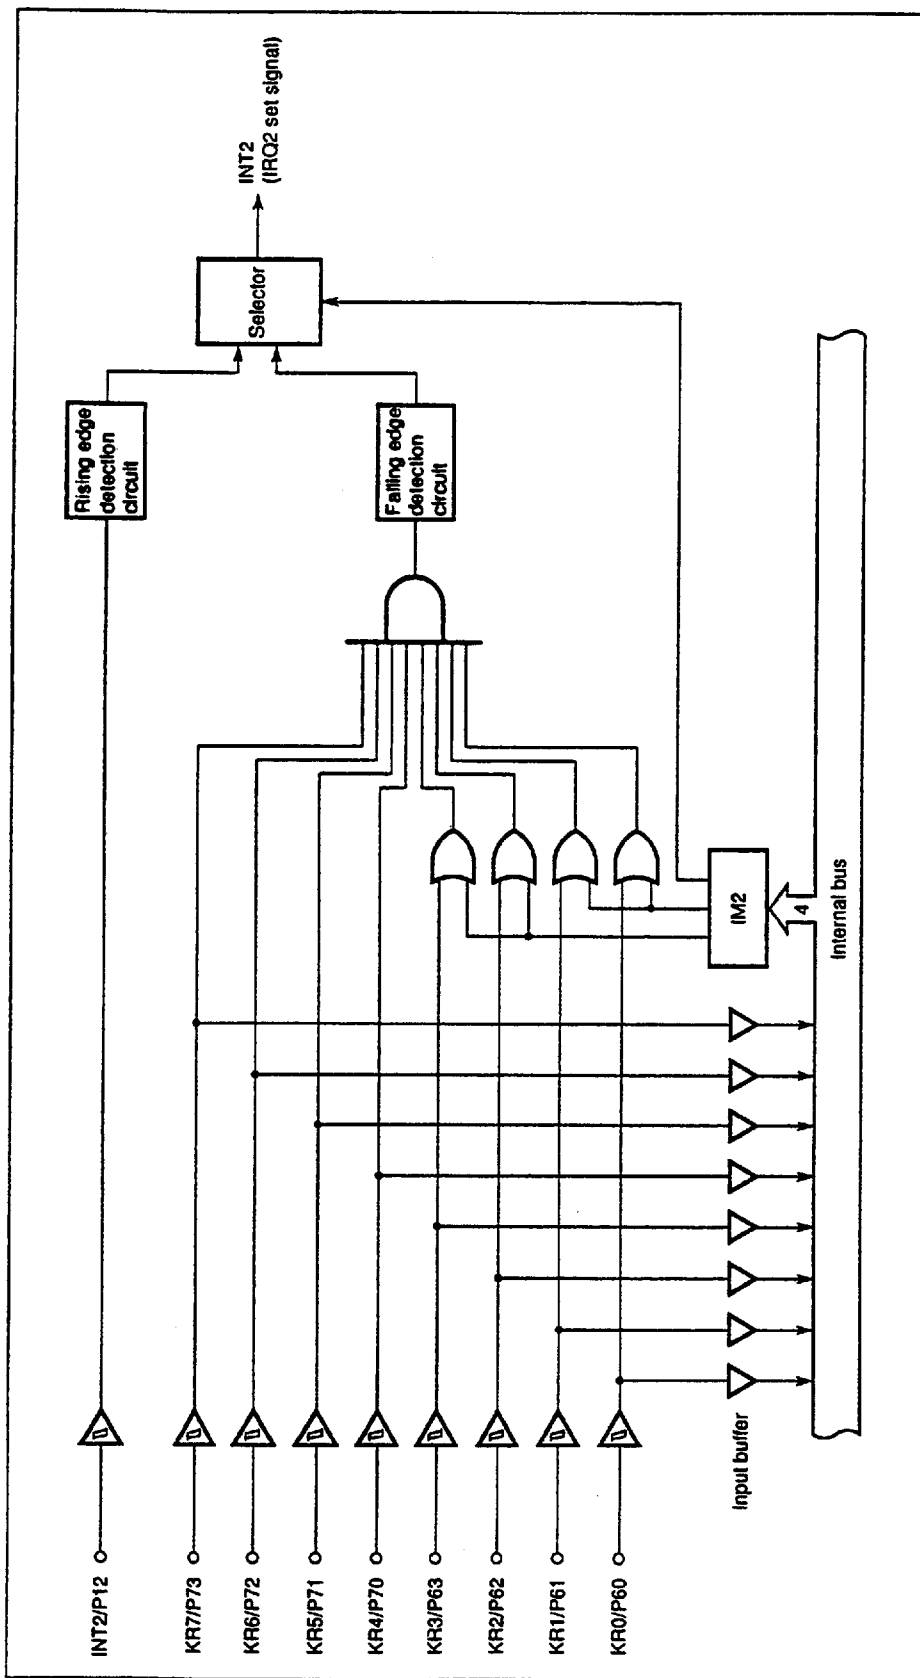 INT2/P12
KR7/P73
KR6/P72
KR5/P71
KR4/P70
KR3/P63
KR2/P62
KR1/P61
KR0/P60
Rising edge
detection
circuit
Falling edge
detection
circuit
Selector
INT2
(IRQ2 set signal)
Input buffer
IM2
4
Internal bus